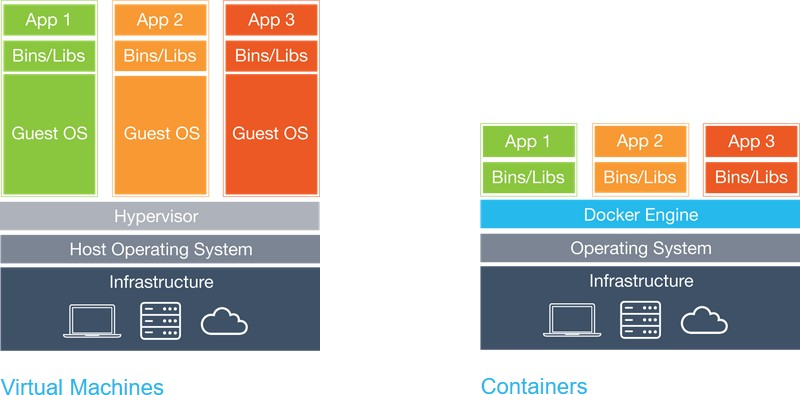 App 1
App 2
App 3
Bins/Libs
Bins/Libs
Bins/Libs
Guest OS
Guest OS
Guest OS
Hypervisor
Host Operating System
Infrastructure
Virtual Machines
App 1
App 2
App 3
Bins/Libs
Bins/Libs
Bins/Libs
Docker Engine
Operating System
Infrastructure
Containers